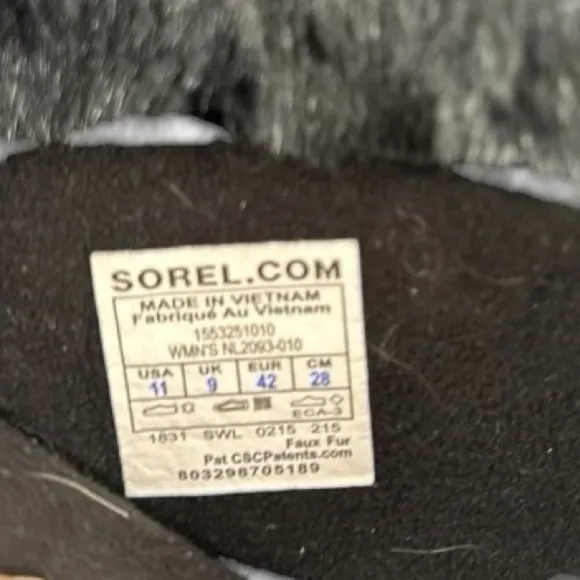 SOREL.COM
MADE IN VIETNAM
Fabriqué Au Vietnam
1553251010
WMN'S NL2093-010
USA UK EUR CM
11 9 42 28
ECA-3
1831 SWL 0215 215
Faux Fur
Pat CSCPatents.com
803298705189